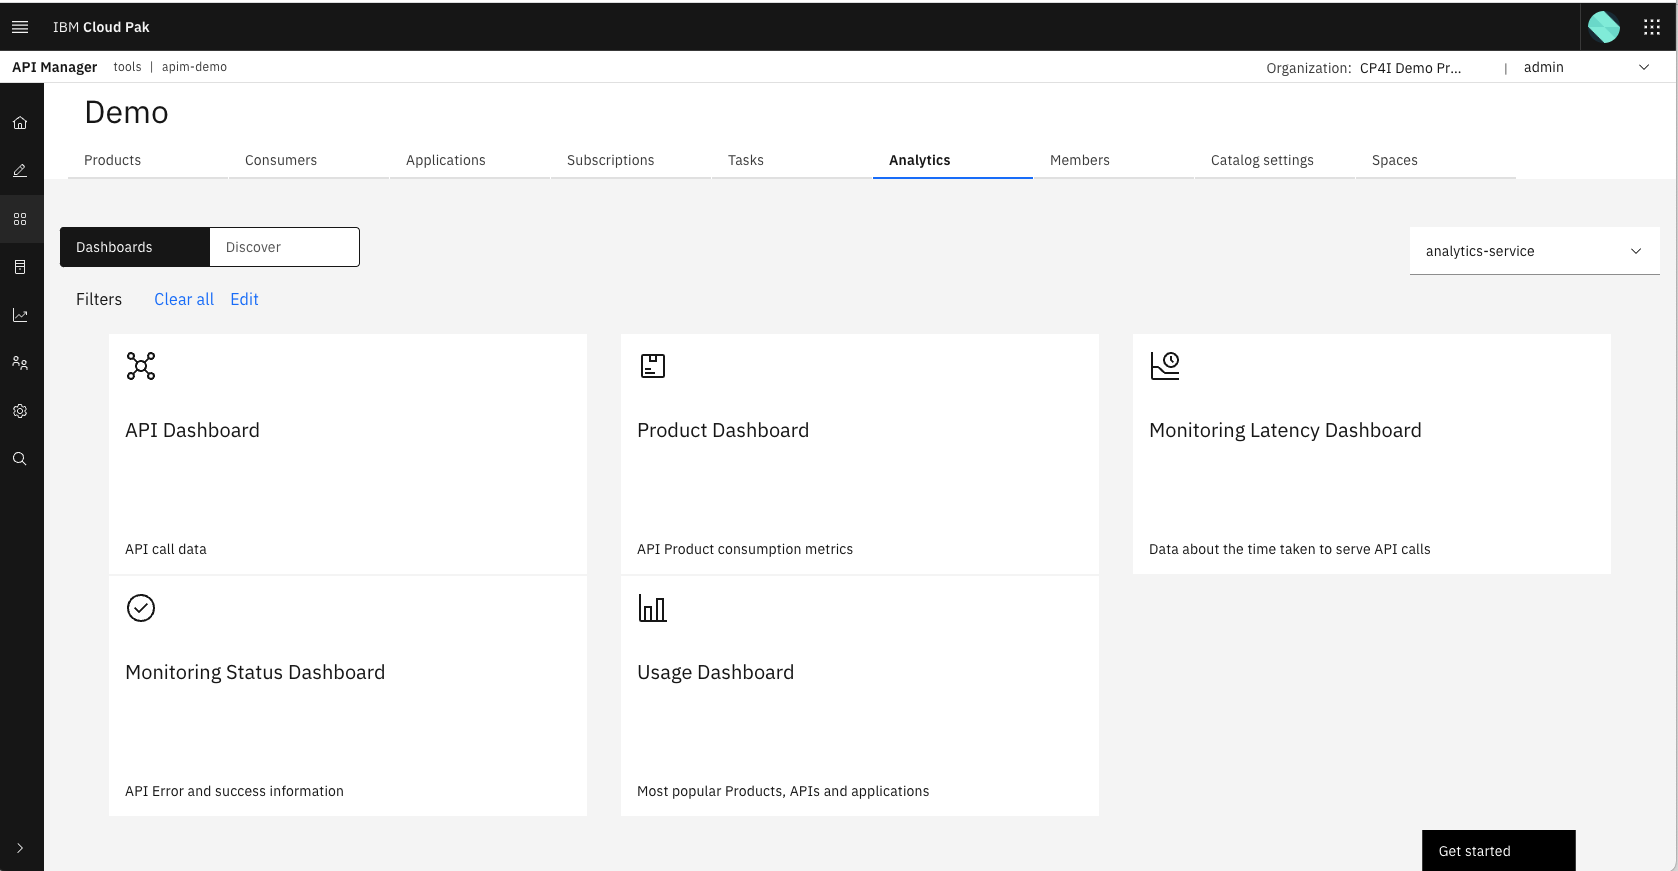 IBM Cloud Pak
API Manager tools | apim-demo Organization: CP4I Demo Pr... | admin
Demo
Products Consumers Applications Subscriptions Tasks Analytics Members Catalog settings Spaces
Dashboards Discover analytics-service
Filters Clear all Edit
API Dashboard
API call data
Product Dashboard
API Product consumption metrics
Monitoring Latency Dashboard
Data about the time taken to serve API calls
Monitoring Status Dashboard
API Error and success information
Usage Dashboard
Most popular Products, APIs and applications
Get started